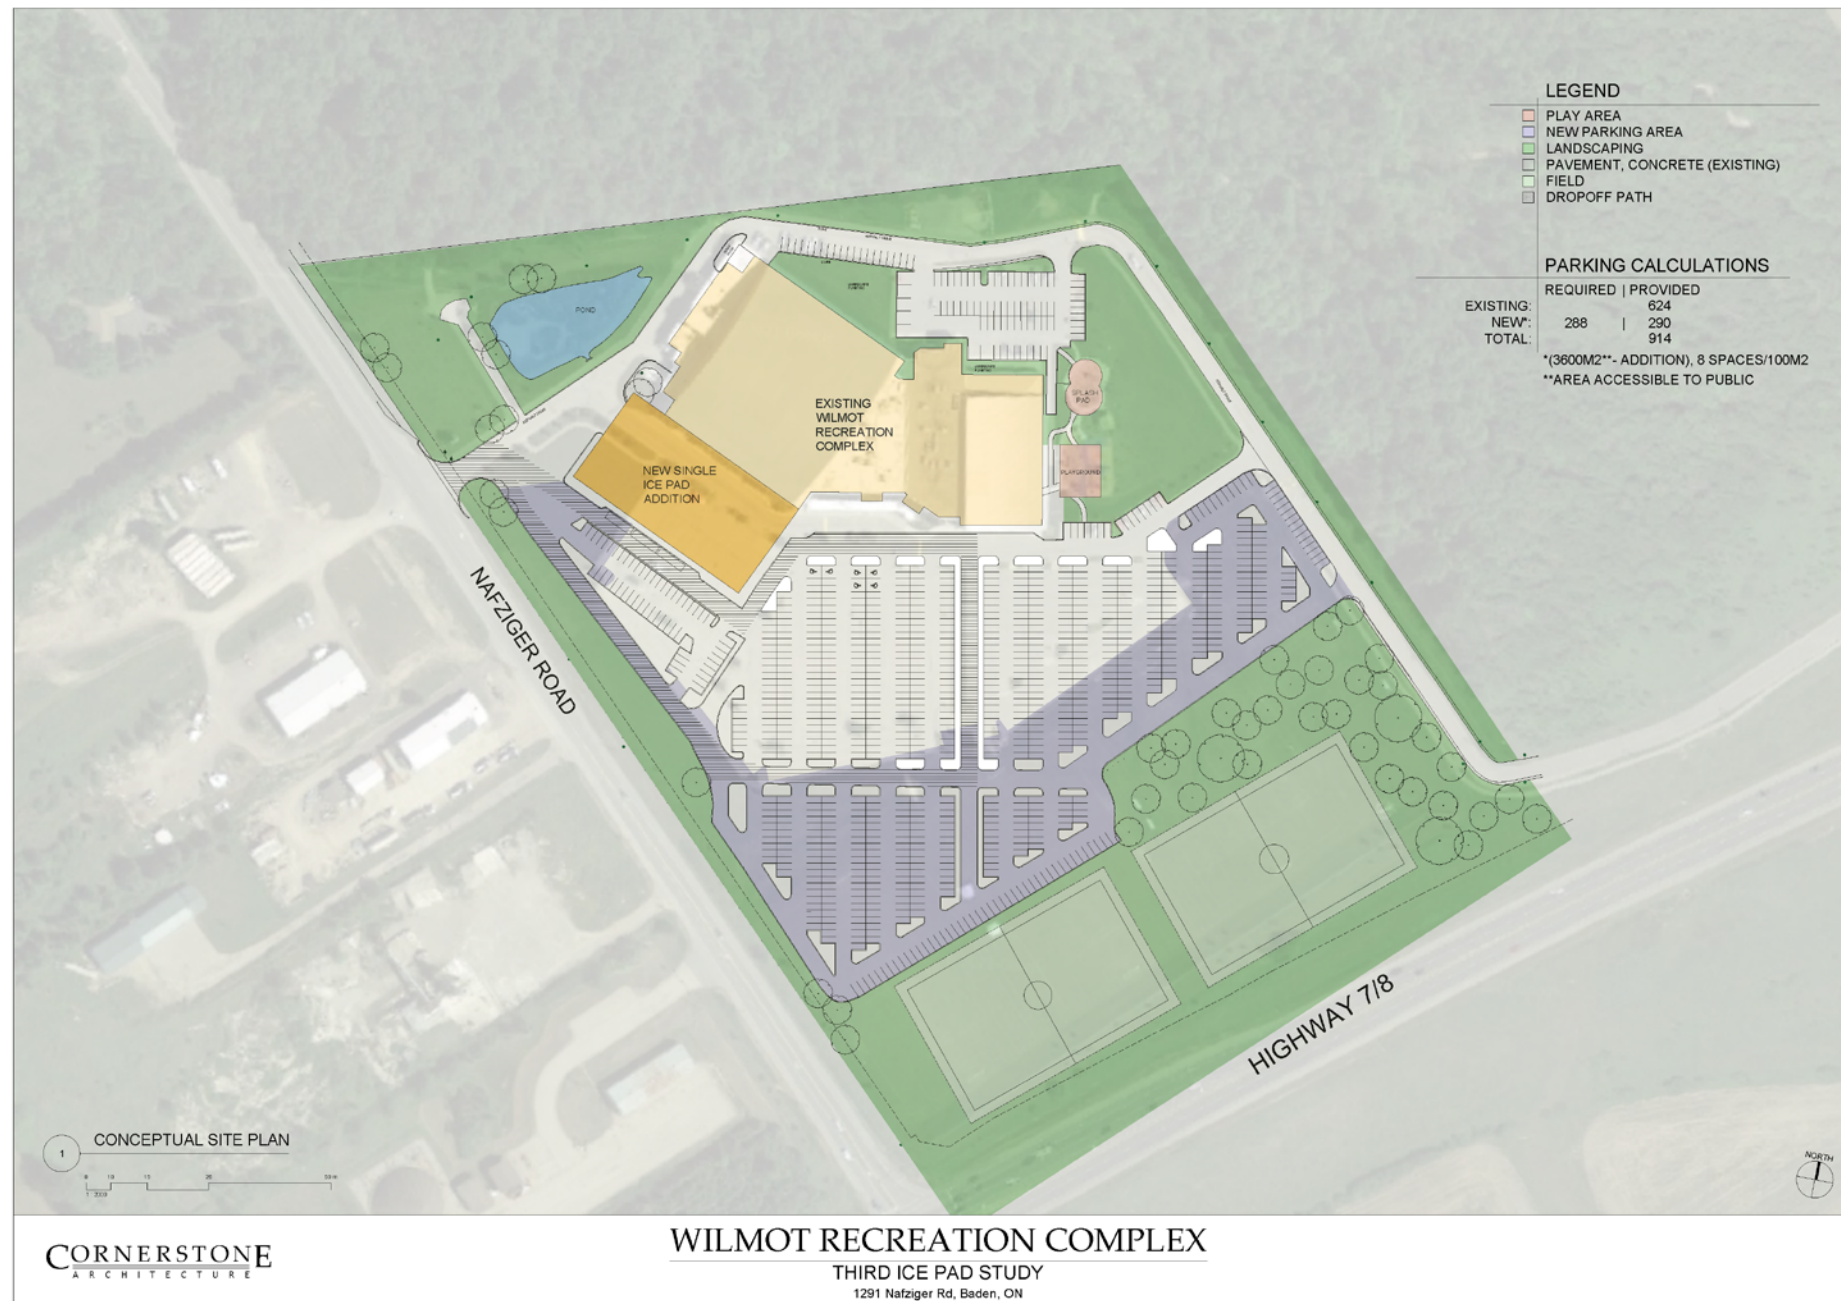 LEGEND
PLAY AREA
NEW PARKING AREA
LANDSCAPING
PAVEMENT, CONCRETE (EXISTING)
FIELD
DROPOFF PATH
PARKING CALCULATIONS
REQUIRED | PROVIDED
EXISTING: 624
NEW*: 288 | 290
TOTAL: 914
*(3600M2**- ADDITION), 8 SPACES/100M2
**AREA ACCESSIBLE TO PUBLIC
POND
EXISTING
WILMOT
RECREATION
COMPLEX
SPLASH
PAD
PLAYGROUND
NEW SINGLE
ICE PAD
ADDITION
NAFZIGER ROAD
HIGHWAY 7/8
1
CONCEPTUAL SITE PLAN
NORTH
CORNERSTONE
ARCHITECTURE
WILMOT RECREATION COMPLEX
THIRD ICE PAD STUDY
1291 Nafziger Rd, Baden, ON